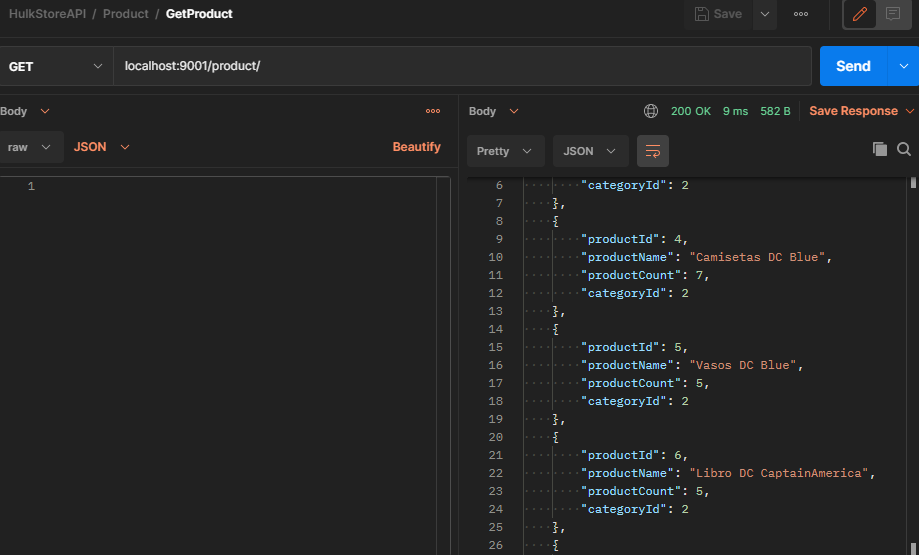 HulkStoreAPI / Product / GetProduct
Save
GET
localhost:9001/product/
Send
Body
raw
JSON
Beautify
1
Body
200 OK 9 ms 582 B
Save Response
Pretty
JSON
6 "categoryId": 2
7 },
8 {
9 "productId": 4,
10 "productName": "Camisetas DC Blue",
11 "productCount": 7,
12 "categoryId": 2
13 },
14 {
15 "productId": 5,
16 "productName": "Vasos DC Blue",
17 "productCount": 5,
18 "categoryId": 2
19 },
20 {
21 "productId": 6,
22 "productName": "Libro DC CaptainAmerica",
23 "productCount": 5,
24 "categoryId": 2
25 },
26 {